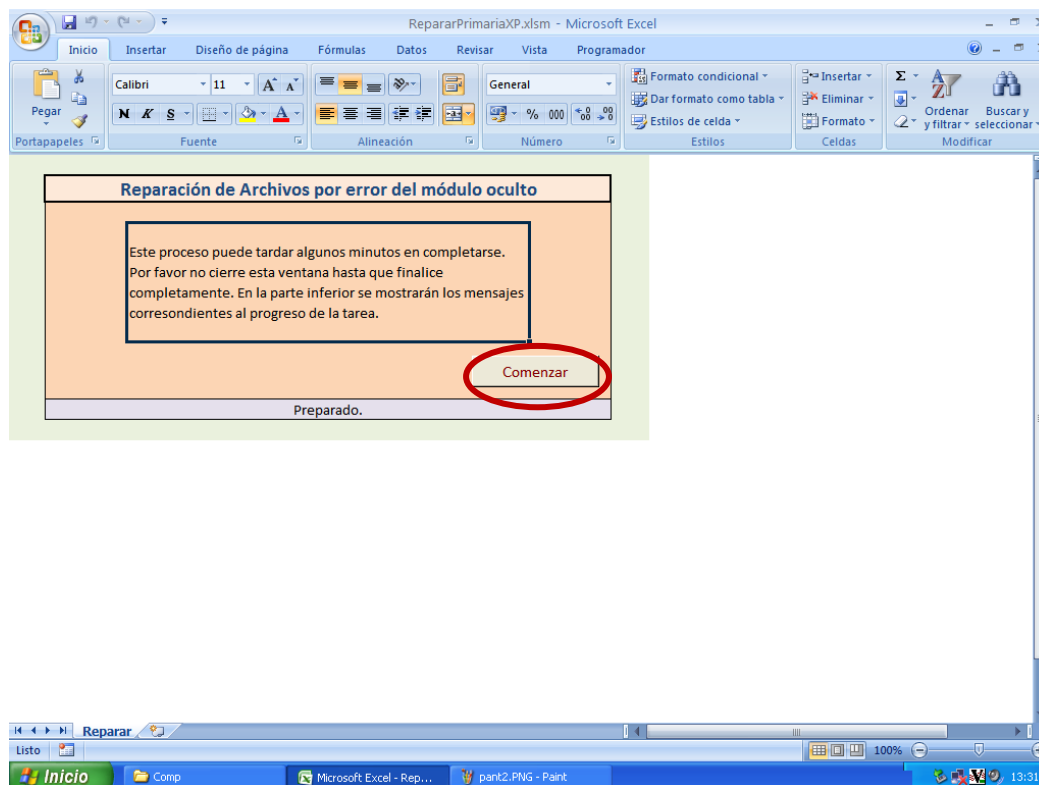 RepararPrimariaXP.xlsm - Microsoft Excel
Inicio Insertar Diseño de página Fórmulas Datos Revisar Vista Programador
Pegar
Calibri 11 A A
N K S A
General
% 000
Formato condicional
Dar formato como tabla
Estilos de celda
Insertar
Eliminar
Formato
Σ
Ordenar y filtrar
Buscar y seleccionar
Portapapeles Fuente Alineación Número Estilos Celdas Modificar
Reparación de Archivos por error del módulo oculto
Este proceso puede tardar algunos minutos en completarse.
Por favor no cierre esta ventana hasta que finalice
completamente. En la parte inferior se mostrarán los mensajes
corresondientes al progreso de la tarea.
Comenzar
Preparado.
Reparar
Listo 100%
Inicio Comp Microsoft Excel - Rep... pant2.PNG - Paint 13:31